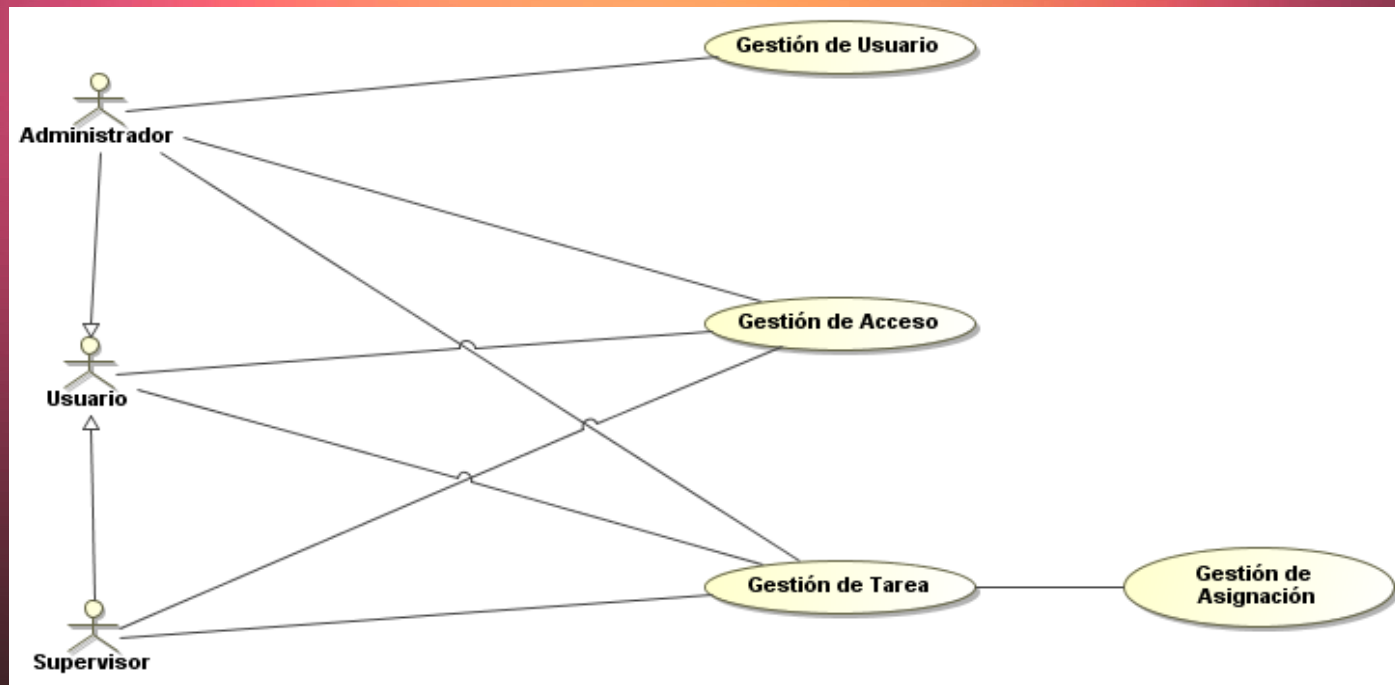 Gestión de Usuario
Administrador
Gestión de Acceso
Usuario
Gestión de Tarea
Gestión de
Asignación
Supervisor